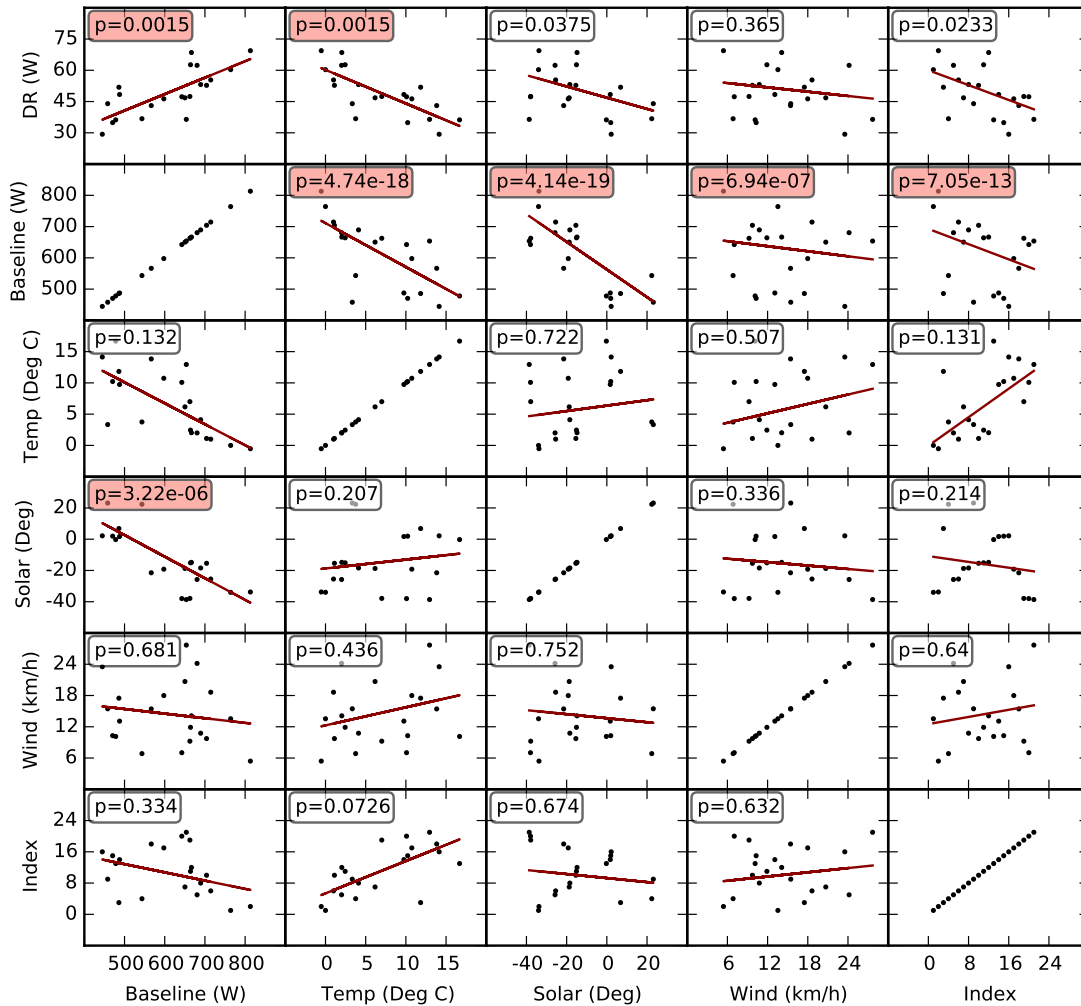 p=0.0015 p=0.0015 p=0.0375 p=0.365 p=0.0233
75
60
45
30
DR (W)
p=4.74e-18 p=4.14e-19 p=6.94e-07 p=7.05e-13
800
700
600
500
Baseline (W)
p=0.132 p=0.722 p=0.507 p=0.131
15
10
5
0
Temp (Deg C)
p=3.22e-06 p=0.207 p=0.336 p=0.214
20
0
-20
-40
Solar (Deg)
p=0.681 p=0.436 p=0.752 p=0.64
24
18
12
6
Wind (km/h)
p=0.334 p=0.0726 p=0.674 p=0.632
24
16
8
0
Index
500 600 700 800 0 5 10 15 -40 -20 0 20 6 12 18 24 0 8 16 24
Baseline (W) Temp (Deg C) Solar (Deg) Wind (km/h) Index